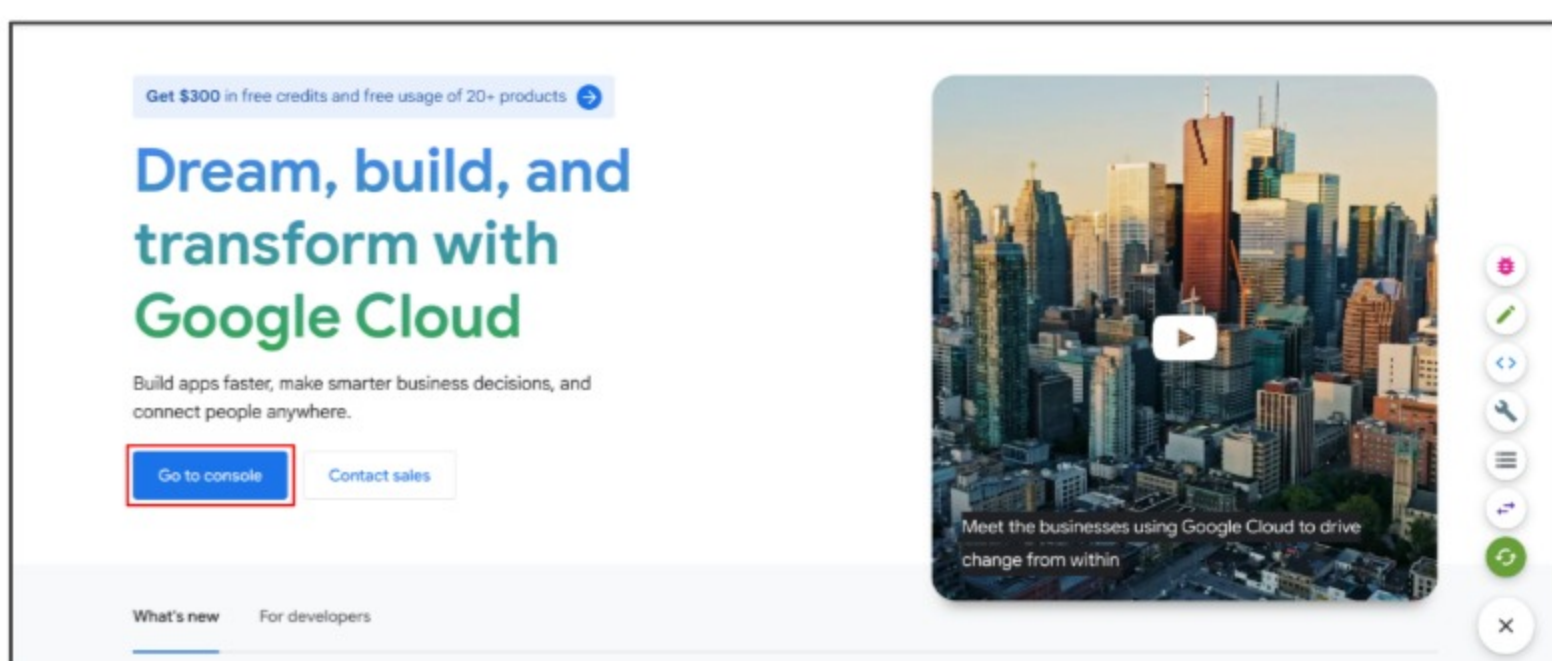 Get $300 in free credits and free usage of 20+ products
Dream, build, and
transform with
Google Cloud
Build apps faster, make smarter business decisions, and
connect people anywhere.
Go to console
Contact sales
Meet the businesses using Google Cloud to drive
change from within
What's new
For developers